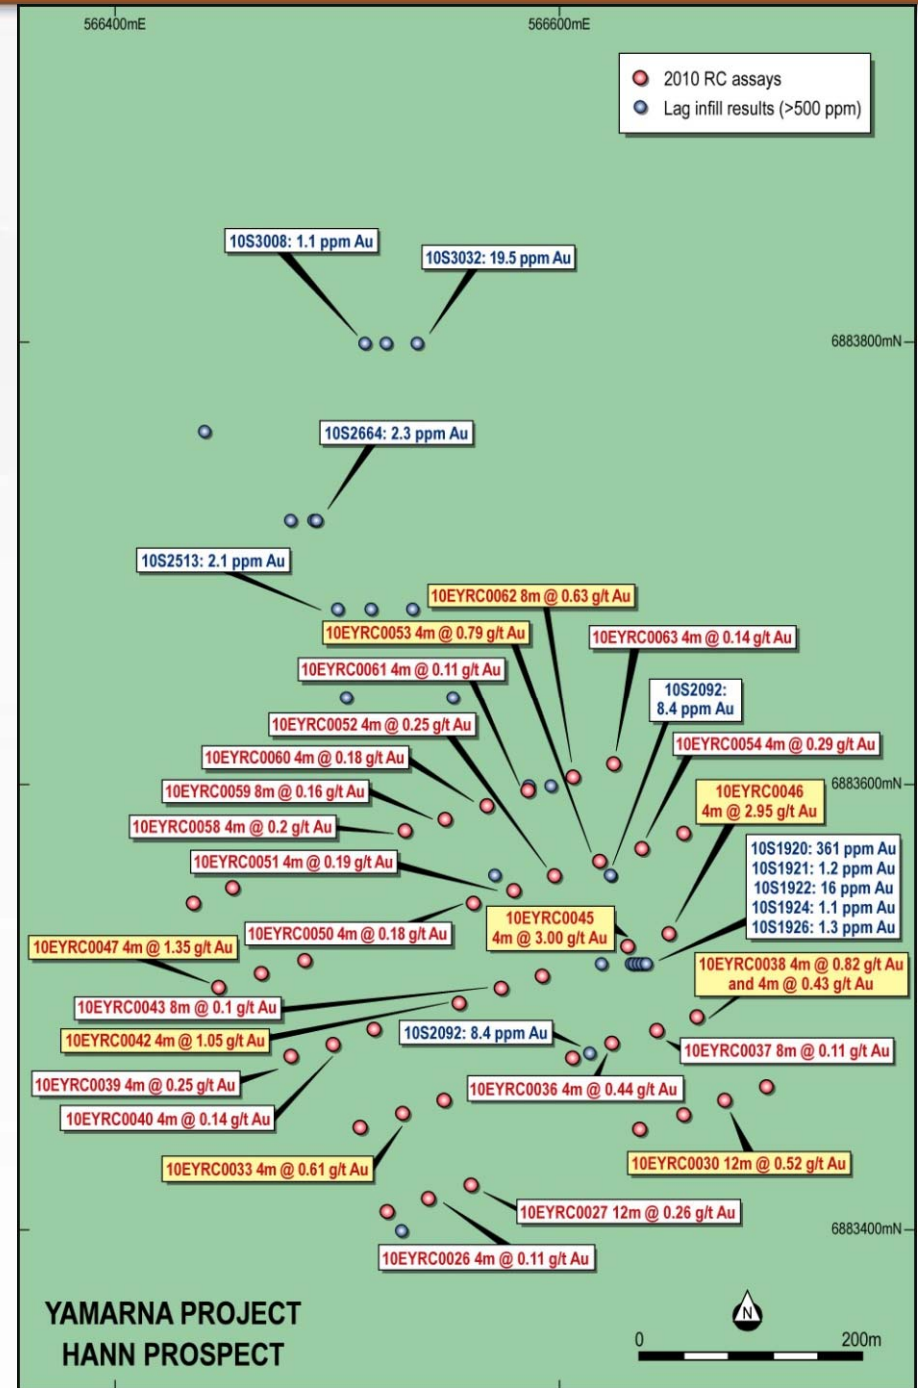 566400mE
566600mE
2010 RC assays
Lag infill results (>500 ppm)
10S3008: 1.1 ppm Au
10S3032: 19.5 ppm Au
6883800mN
10S2664: 2.3 ppm Au
10S2513: 2.1 ppm Au
10EYRC0062 8m @ 0.63 g/t Au
10EYRC0053 4m @ 0.79 g/t Au
10EYRC0063 4m @ 0.14 g/t Au
10EYRC0061 4m @ 0.11 g/t Au
10S2092:
8.4 ppm Au
10EYRC0052 4m @ 0.25 g/t Au
10EYRC0054 4m @ 0.29 g/t Au
10EYRC0060 4m @ 0.18 g/t Au
6883600mN
10EYRC0059 8m @ 0.16 g/t Au
10EYRC0046
4m @ 2.95 g/t Au
10EYRC0058 4m @ 0.2 g/t Au
10S1920: 361 ppm Au
10S1921: 1.2 ppm Au
10S1922: 16 ppm Au
10S1924: 1.1 ppm Au
10S1926: 1.3 ppm Au
10EYRC0051 4m @ 0.19 g/t Au
10EYRC0045
4m @ 3.00 g/t Au
10EYRC0050 4m @ 0.18 g/t Au
10EYRC0047 4m @ 1.35 g/t Au
10EYRC0038 4m @ 0.82 g/t Au
and 4m @ 0.43 g/t Au
10EYRC0043 8m @ 0.1 g/t Au
10EYRC0042 4m @ 1.05 g/t Au
10S2092: 8.4 ppm Au
10EYRC0037 8m @ 0.11 g/t Au
10EYRC0039 4m @ 0.25 g/t Au
10EYRC0036 4m @ 0.44 g/t Au
10EYRC0040 4m @ 0.14 g/t Au
10EYRC0033 4m @ 0.61 g/t Au
10EYRC0030 12m @ 0.52 g/t Au
10EYRC0027 12m @ 0.26 g/t Au
6883400mN
10EYRC0026 4m @ 0.11 g/t Au
YAMARNA PROJECT
HANN PROSPECT
N
0
200m